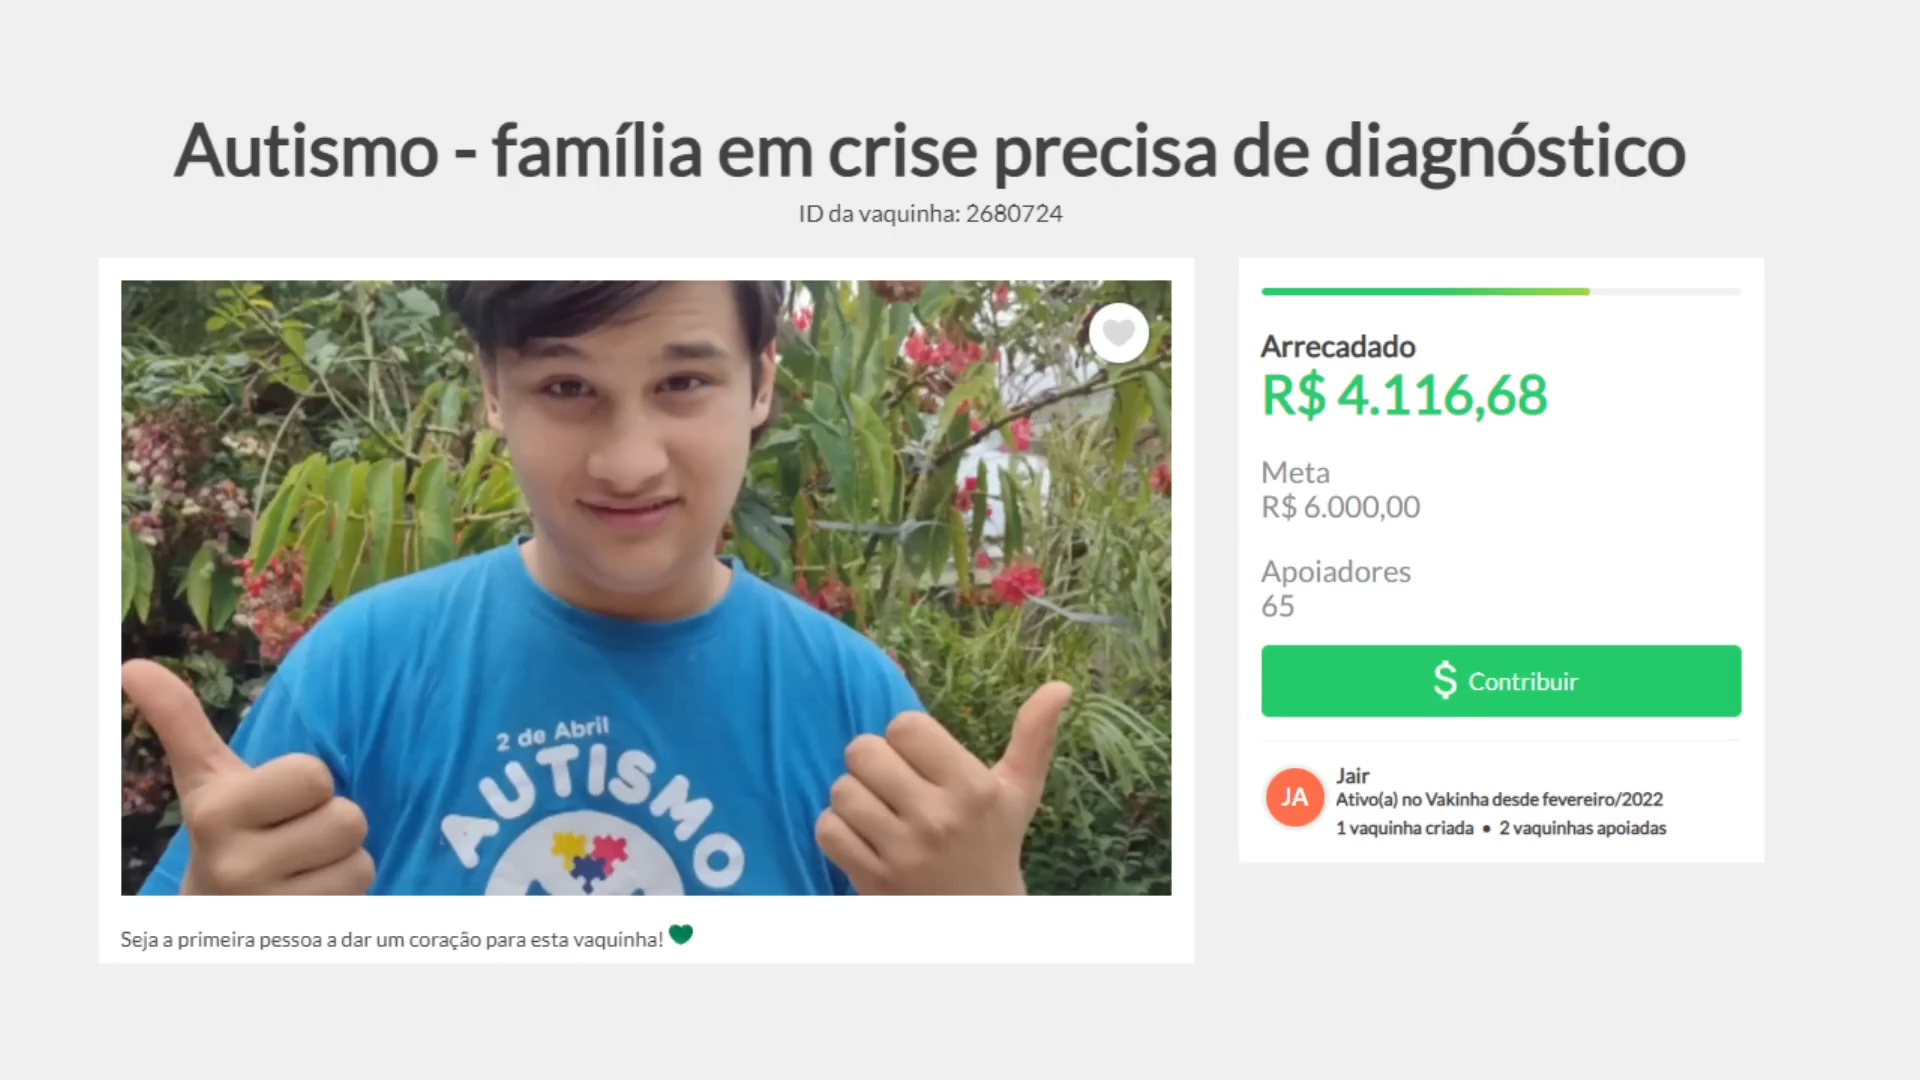 Autismo - família em crise precisa de diagnóstico
ID da vaquinha: 2680724
2 de Abril
AUTISMO
Seja a primeira pessoa a dar um coração para esta vaquinha!
Arrecadado
R$ 4.116,68
Meta
R$ 6.000,00
Apoiadores
65
$ Contribuir
JA
Jair
Ativo(a) no Vakinha desde fevereiro/2022
1 vaquinha criada • 2 vaquinhas apoiadas